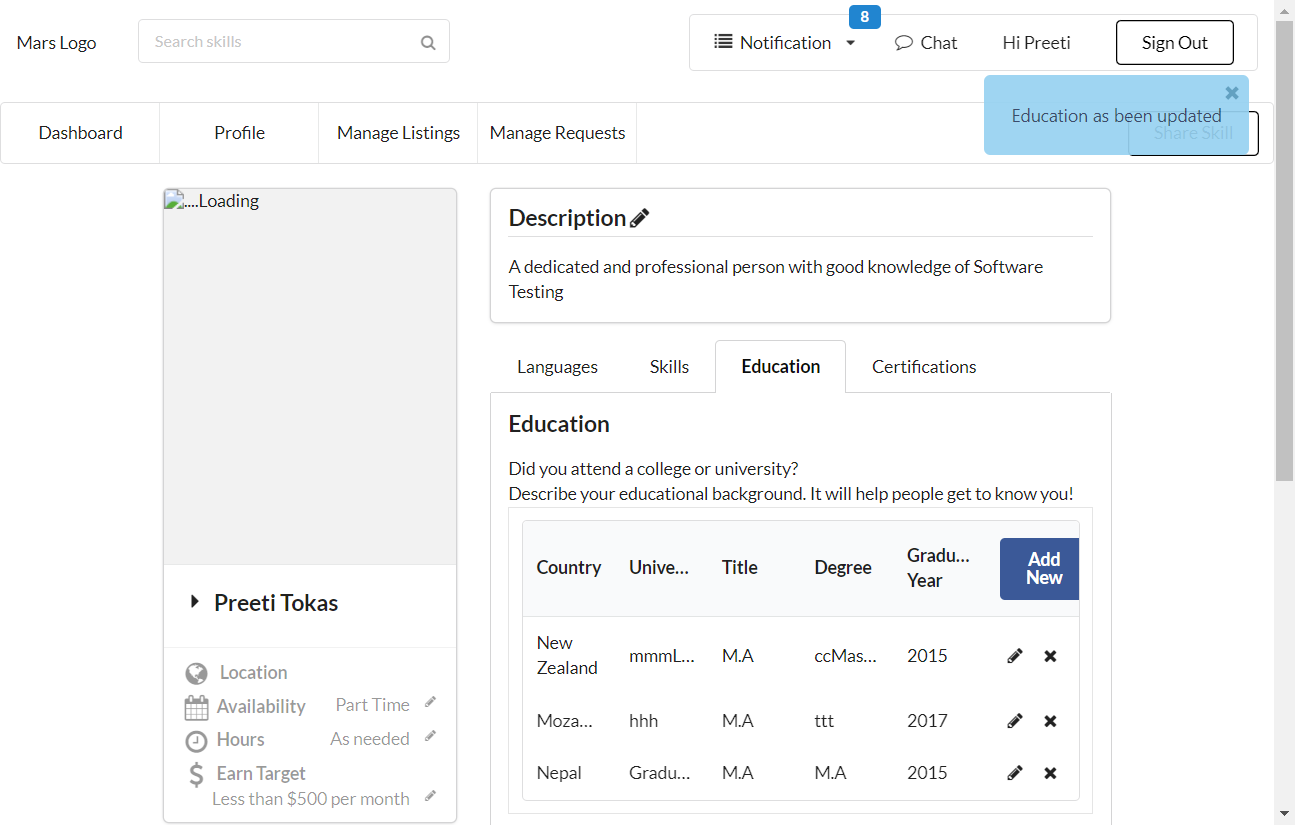 Mars Logo
Search skills
8
Notification
Chat
Hi Preeti
Sign Out
Dashboard
Profile
Manage Listings
Manage Requests
Education as been updated
Share Skill
....Loading
Description
A dedicated and professional person with good knowledge of Software
Testing
Languages
Skills
Education
Certifications
Education
Did you attend a college or university?
Describe your educational background. It will help people get to know you!
Country Unive... Title Degree Gradu... Year Add New
New Zealand mmmL... M.A ccMas... 2015
Moza... hhh M.A ttt 2017
Nepal Gradu... M.A M.A 2015
Preeti Tokas
Location
Availability Part Time
Hours As needed
Earn Target
Less than $500 per month